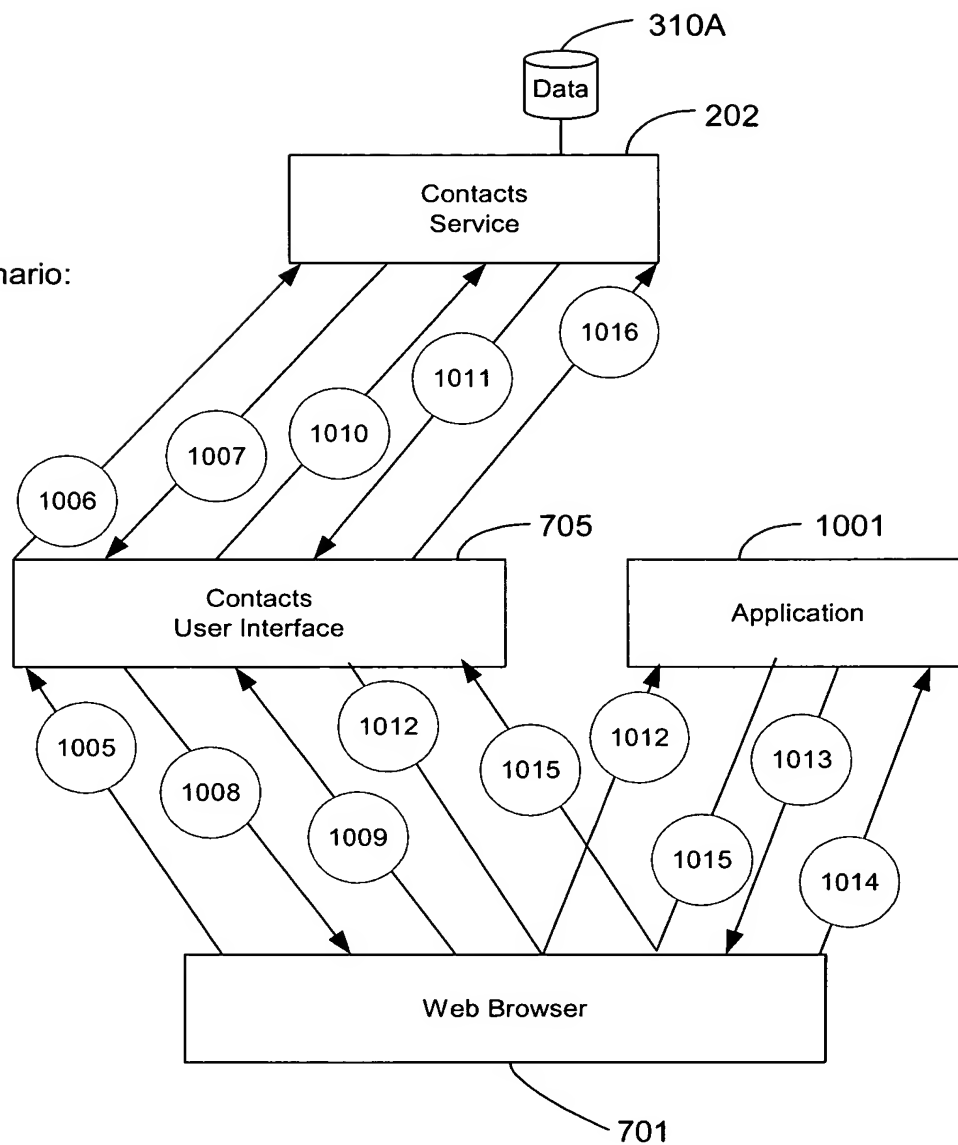 310A
Data
202
Contacts
Service
nario:
1016
1011
1010
1007
1006
705
1001
Contacts
User Interface
Application
1005
1012
1012
1015
1013
1008
1009
1015
1014
Web Browser
701